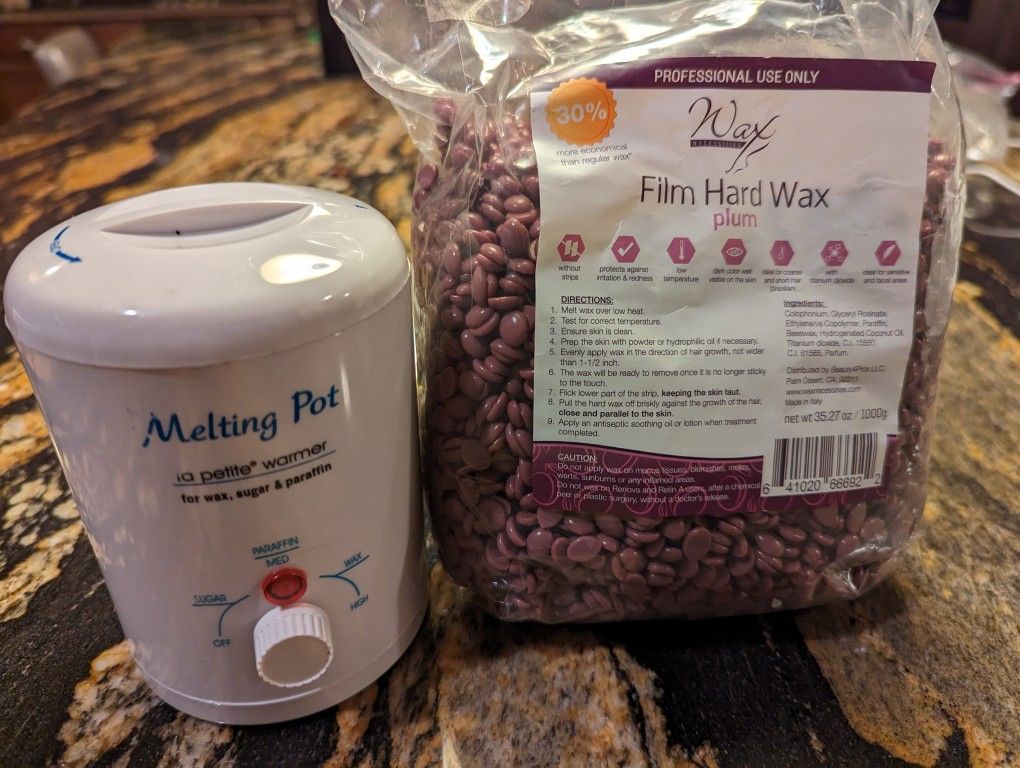 Melting Pot
la petite® warmer
for wax, sugar & paraffin
PARAFFIN
MED
SUGAR
WAX
OFF
HIGH
PROFESSIONAL USE ONLY
30%
more economical
than regular wax*
Wax
NECESSITIES
Film Hard Wax
plum
without
strips
protects against
irritation & redness
low
temperature
dark color well
visible on the skin
ideal for coarse
and short hair
(brazilian)
with
titanium dioxide
ideal for sensitive
and facial areas
DIRECTIONS:
1. Melt wax over low heat.
2. Test for correct temperature.
3. Ensure skin is clean.
4. Prep the skin with powder or hydrophilic oil if necessary.
5. Evenly apply wax in the direction of hair growth, not wider
than 1-1/2 inch.
6. The wax will be ready to remove once it is no longer sticky
to the touch.
7. Flick lower part of the strip, keeping the skin taut.
8. Pull the hard wax off briskly against the growth of the hair,
close and parallel to the skin.
9. Apply an antiseptic soothing oil or lotion when treatment
completed.
Ingredients:
Colophonium, Glyceryl Rosinate,
Ethylene/va Copolymer, Paraffin,
Beeswax, Hydrogenated Coconut Oil,
Titanium dioxide, C.I. 15850,
C.I. 61565, Parfum.
Distributed by Beauty4Pros LLC,
Palm Desert, CA. 92211
www.waxnecessities.com
Made in Italy
net wt 35.27 oz / 1000g
CAUTION:
Do not apply wax on mucus tissues, blemishes, moles,
warts, sunburns or any inflamed areas.
Do not wax on Renova and Retin A users, after a chemical
peel or plastic surgery, without a doctor's release.
6 41020 66692 2